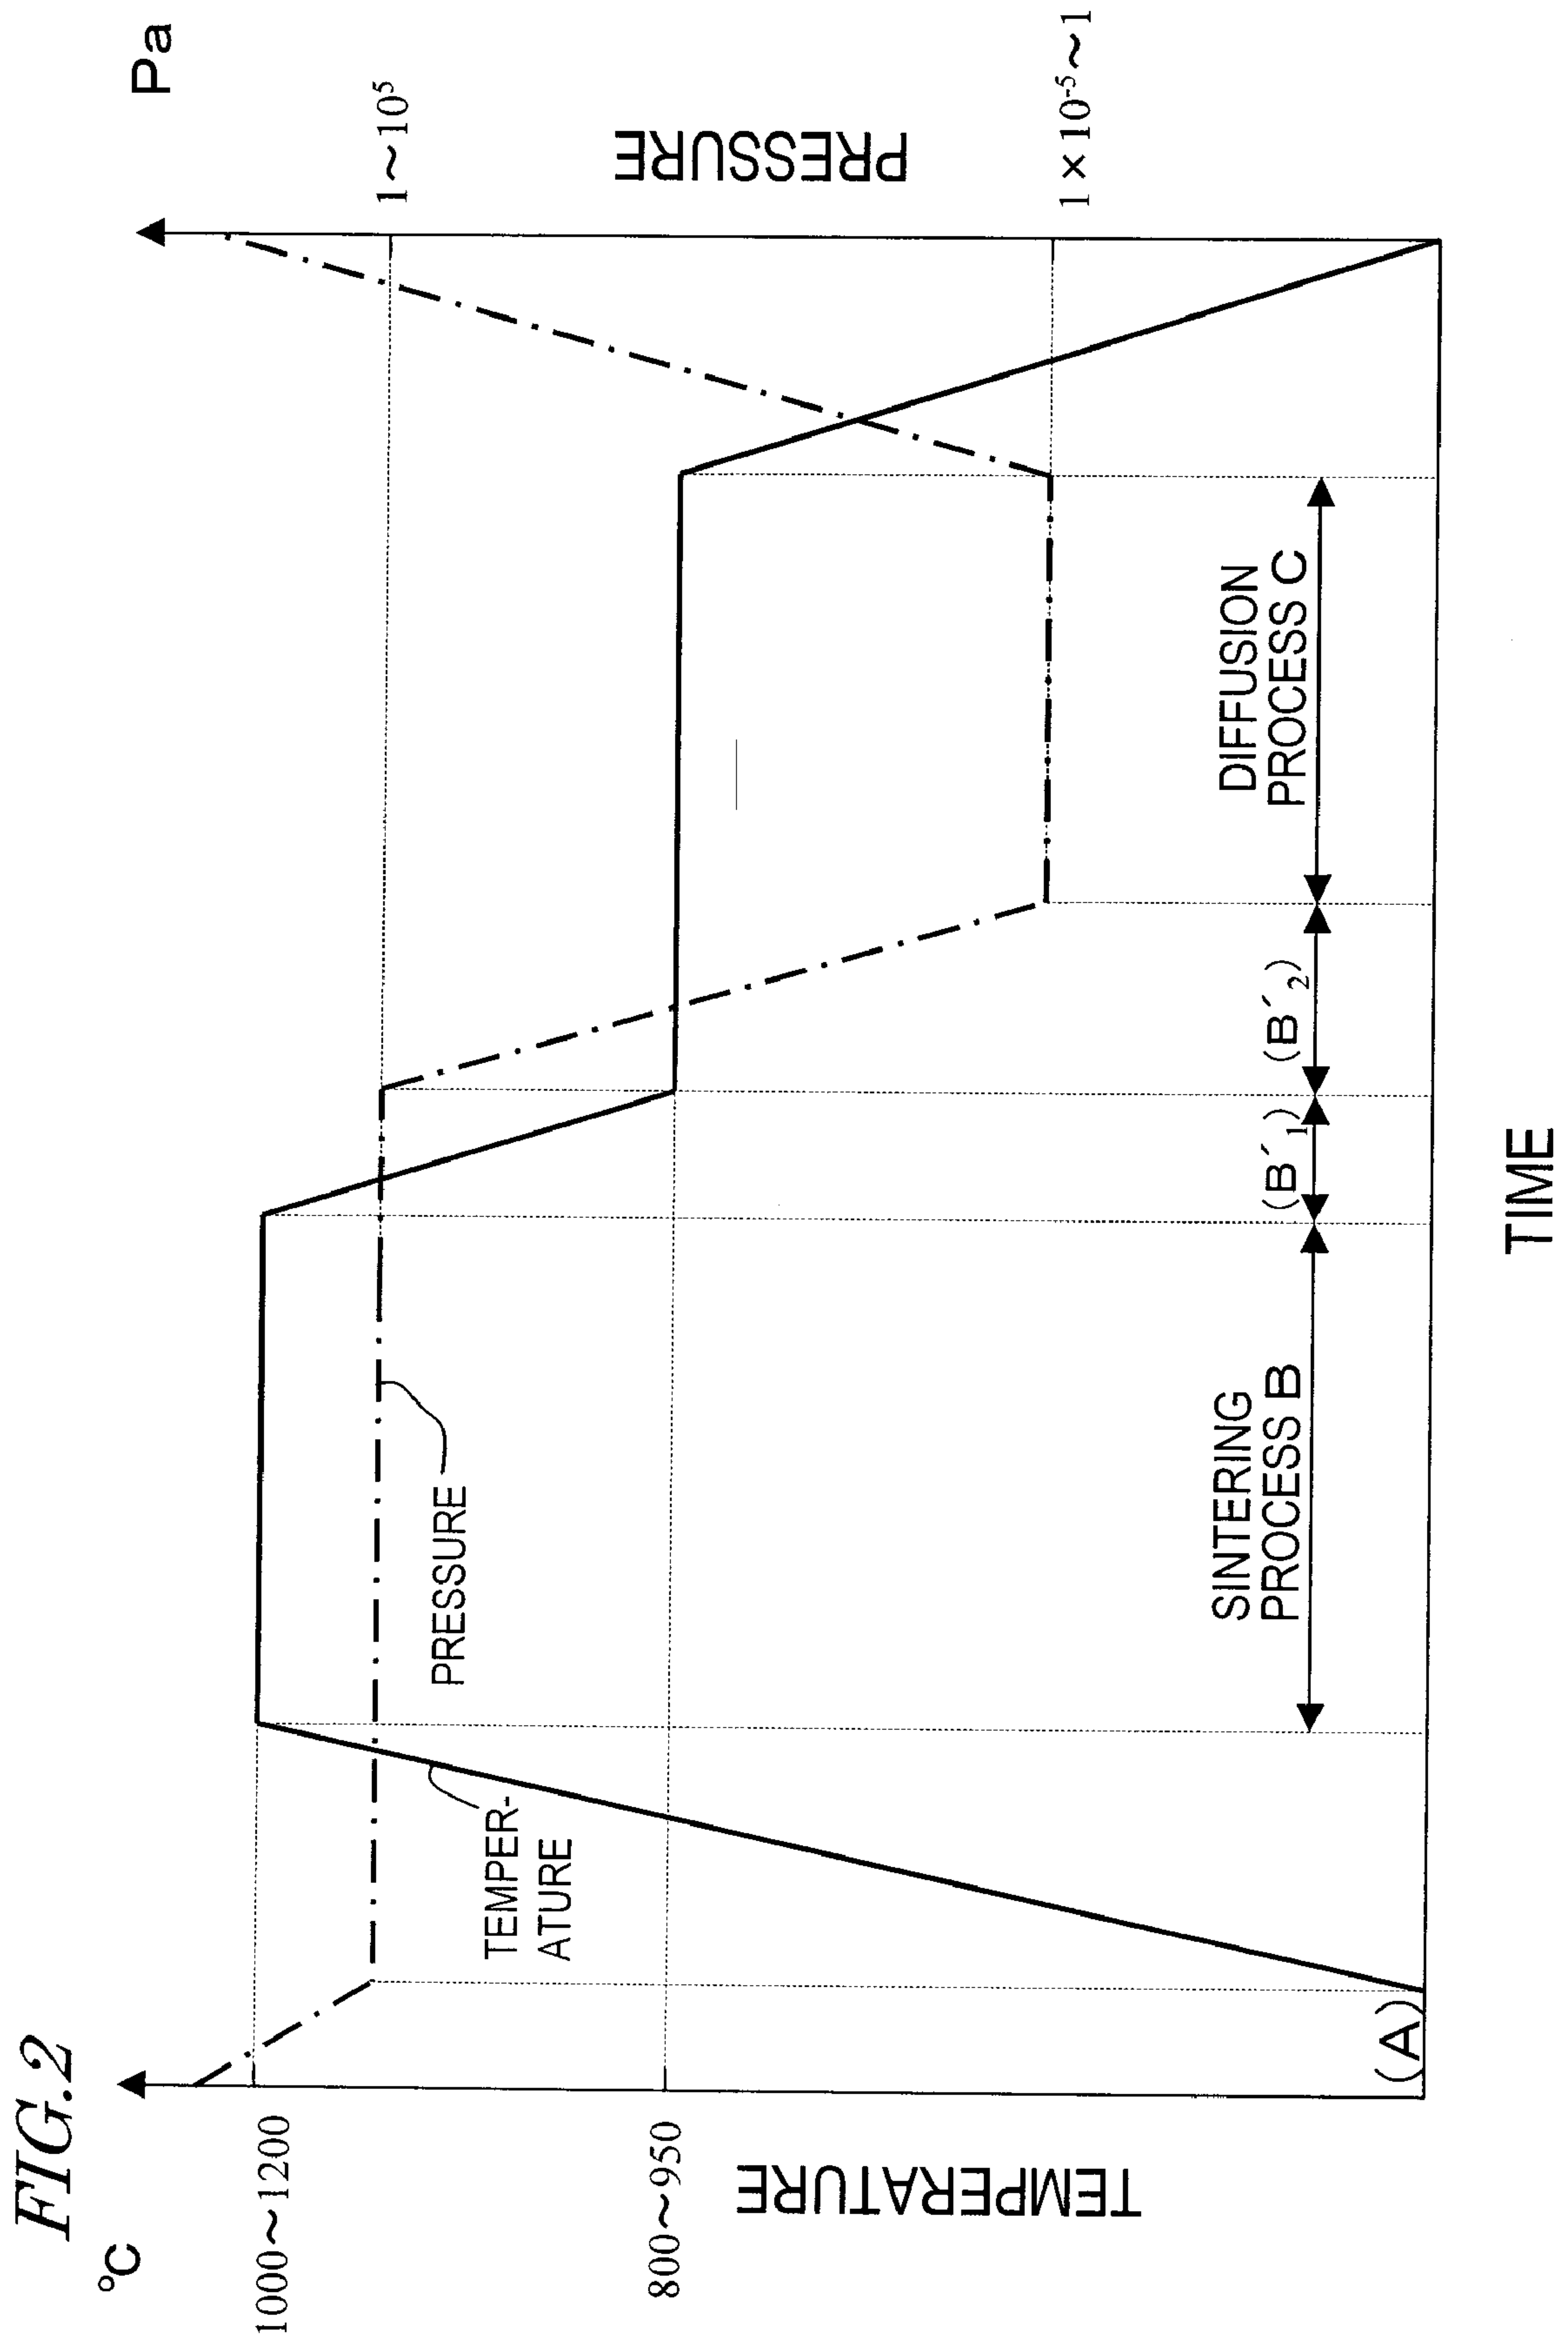 FIG.2
°C
Pa
1000～1200
800～950
TEMPERATURE
1～10⁵
1×10⁻⁵～1
PRESSURE
PRESSURE
TEMPER-
ATURE
(A)
SINTERING
PROCESS B
(B´₁)
(B´₂)
DIFFUSION
PROCESS C
TIME